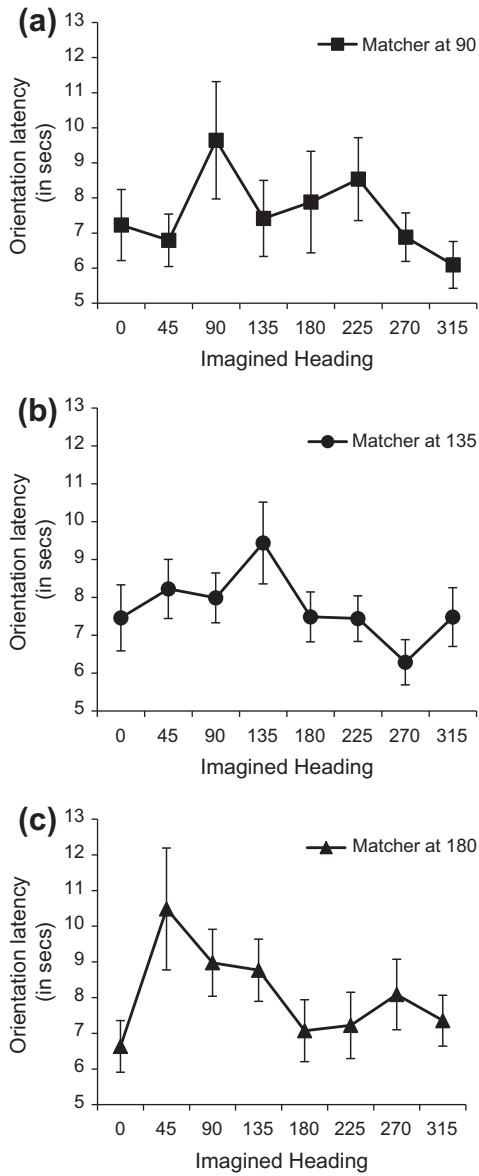 (a)
Matcher at 90
Orientation latency
(in secs)
13
12
11
10
9
8
7
6
5
0 45 90 135 180 225 270 315
Imagined Heading
(b)
Matcher at 135
Orientation latency
(in secs)
13
12
11
10
9
8
7
6
5
0 45 90 135 180 225 270 315
Imagined Heading
(c)
Matcher at 180
Orientation latency
(in secs)
13
12
11
10
9
8
7
6
5
0 45 90 135 180 225 270 315
Imagined Heading